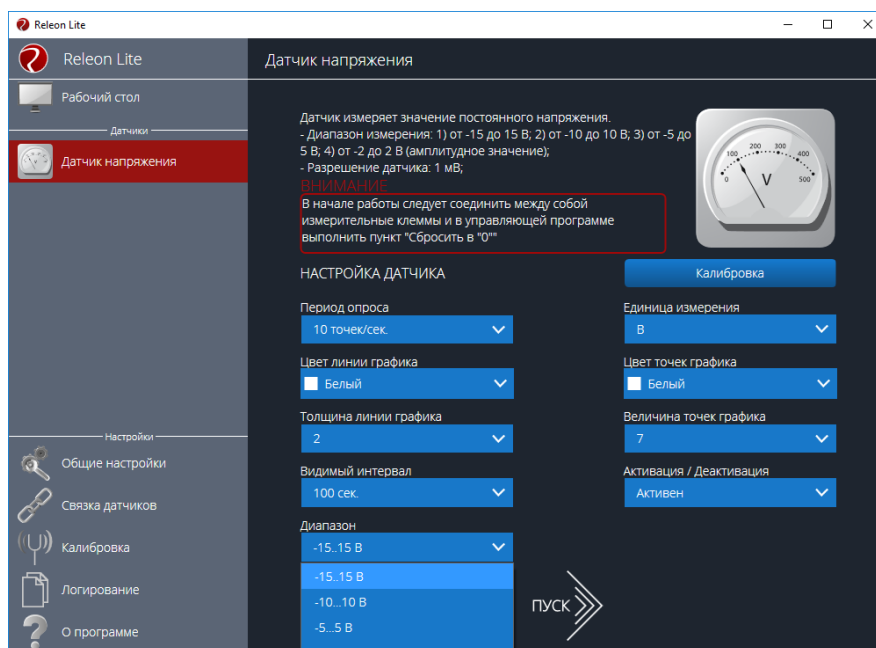 Releon Lite
Releon Lite
Рабочий стол
Датчики
Датчик напряжения
Настройки
Общие настройки
Связка датчиков
Калибровка
Логирование
О программе
Датчик напряжения
Датчик измеряет значение постоянного напряжения.
- Диапазон измерения: 1) от -15 до 15 В; 2) от -10 до 10 В; 3) от -5 до
5 В; 4) от -2 до 2 В (амплитудное значение);
- Разрешение датчика: 1 мВ;
ВНИМАНИЕ
В начале работы следует соединить между собой
измерительные клеммы и в управляющей программе
выполнить пункт "Сбросить в "0""
0 100 200 300 400 500
V
НАСТРОЙКА ДАТЧИКА
Калибровка
Период опроса
10 точек/сек.
Единица измерения
В
Цвет линии графика
Белый
Цвет точек графика
Белый
Толщина линии графика
2
Величина точек графика
7
Видимый интервал
100 сек.
Активация / Деактивация
Активен
Диапазон
-15..15 В
-15..15 В
-10...10 В
-5...5 В
ПУСК